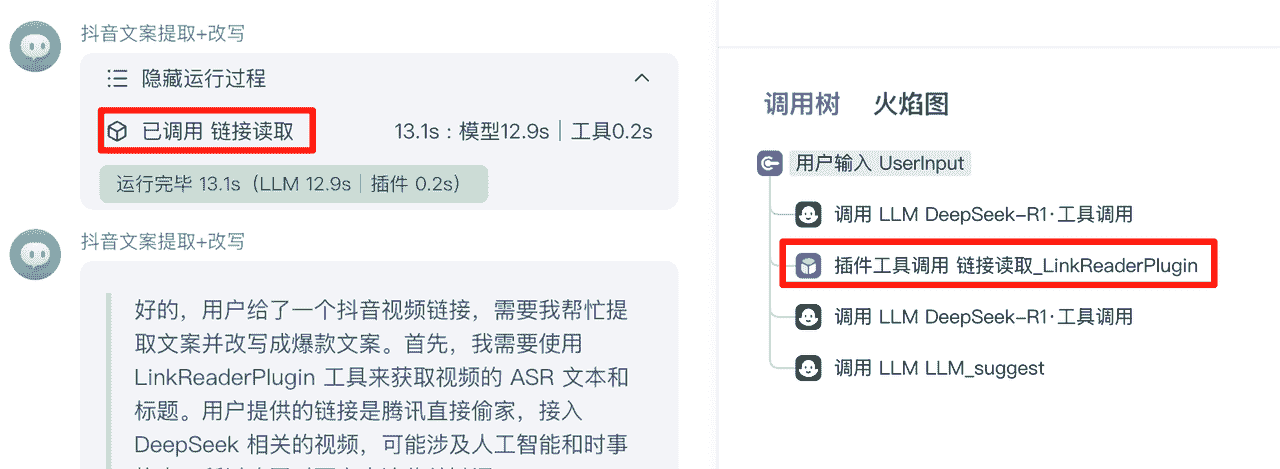 抖音文案提取+改写
隐藏运行过程
已调用 链接读取
13.1s : 模型12.9s | 工具0.2s
运行完毕 13.1s（LLM 12.9s | 插件 0.2s）
抖音文案提取+改写
好的，用户给了一个抖音视频链接，需要我帮忙提
取文案并改写成爆款文案。首先，我需要使用
LinkReaderPlugin 工具来获取视频的 ASR 文本和
标题。用户提供的链接是腾讯直接偷家，接入
DeepSeek 相关的视频，可能涉及人工智能和时事
调用树
火焰图
用户输入 UserInput
调用 LLM DeepSeek-R1·工具调用
插件工具调用 链接读取_LinkReaderPlugin
调用 LLM DeepSeek-R1·工具调用
调用 LLM LLM_suggest